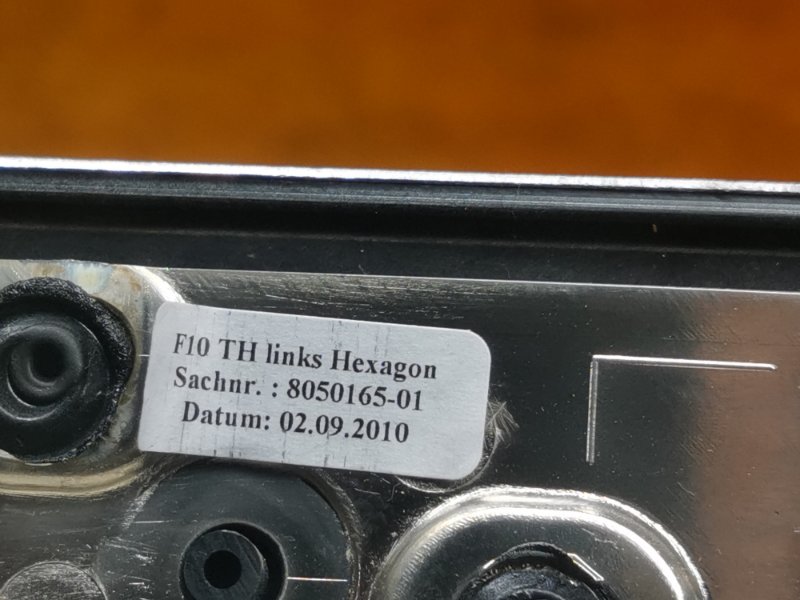 F10 TH links Hexagon
Sachnr. : 8050165-01
Datum: 02.09.2010